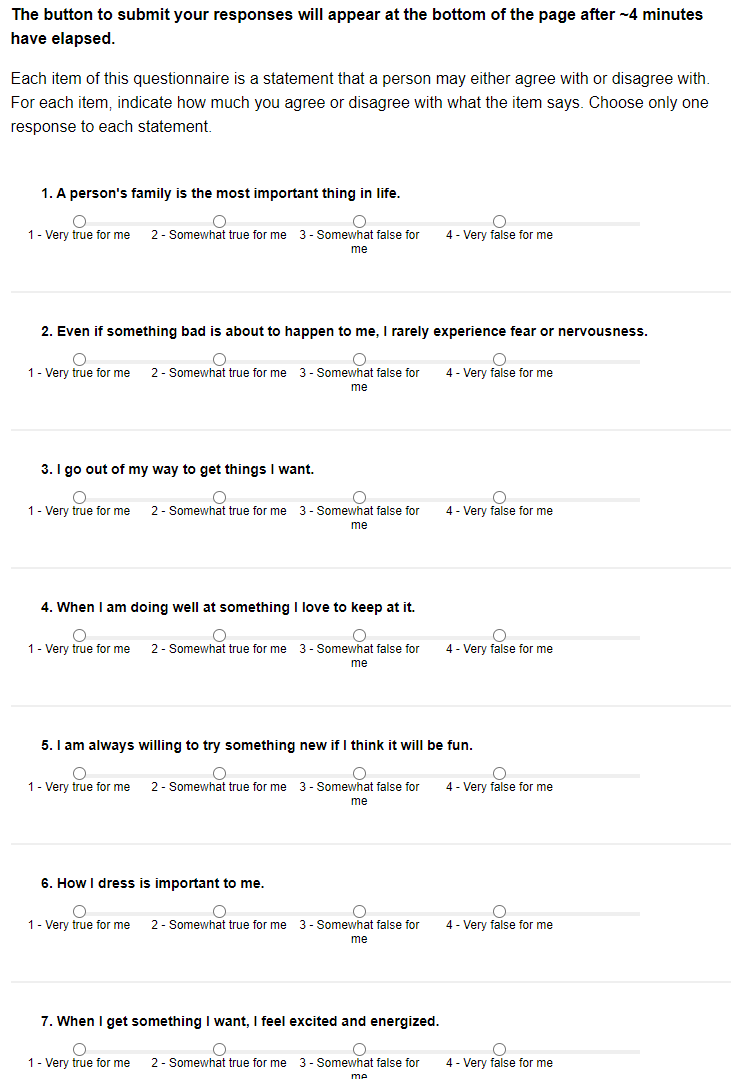 The button to submit your responses will appear at the bottom of the page after ~4 minutes
have elapsed.
Each item of this questionnaire is a statement that a person may either agree with or disagree with.
For each item, indicate how much you agree or disagree with what the item says. Choose only one
response to each statement.
1. A person's family is the most important thing in life.
1 - Very true for me 2 - Somewhat true for me 3 - Somewhat false for 4 - Very false for me
me
2. Even if something bad is about to happen to me, I rarely experience fear or nervousness.
1 - Very true for me 2 - Somewhat true for me 3 - Somewhat false for 4 - Very false for me
me
3. I go out of my way to get things I want.
1 - Very true for me 2 - Somewhat true for me 3 - Somewhat false for 4 - Very false for me
me
4. When I am doing well at something I love to keep at it.
1 - Very true for me 2 - Somewhat true for me 3 - Somewhat false for 4 - Very false for me
me
5. I am always willing to try something new if I think it will be fun.
1 - Very true for me 2 - Somewhat true for me 3 - Somewhat false for 4 - Very false for me
me
6. How I dress is important to me.
1 - Very true for me 2 - Somewhat true for me 3 - Somewhat false for 4 - Very false for me
me
7. When I get something I want, I feel excited and energized.
1 - Very true for me 2 - Somewhat true for me 3 - Somewhat false for 4 - Very false for me
me